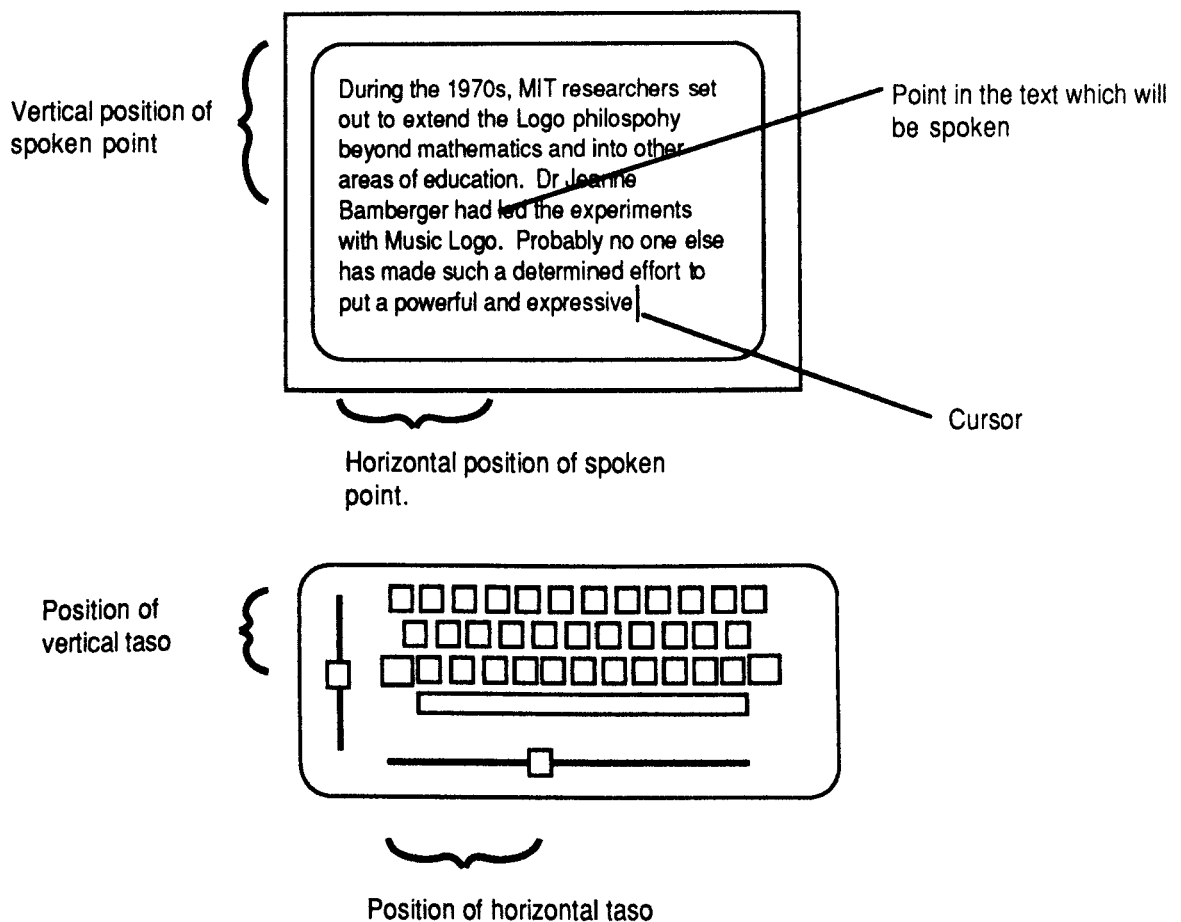 Vertical position of
spoken point
During the 1970s, MIT researchers set
out to extend the Logo philospohy
beyond mathematics and into other
areas of education.  Dr Jeanne
Bamberger had led the experiments
with Music Logo.  Probably no one else
has made such a determined effort to
put a powerful and expressive
Point in the text which will
be spoken
Cursor
Horizontal position of spoken
point.
Position of
vertical taso
Position of horizontal taso